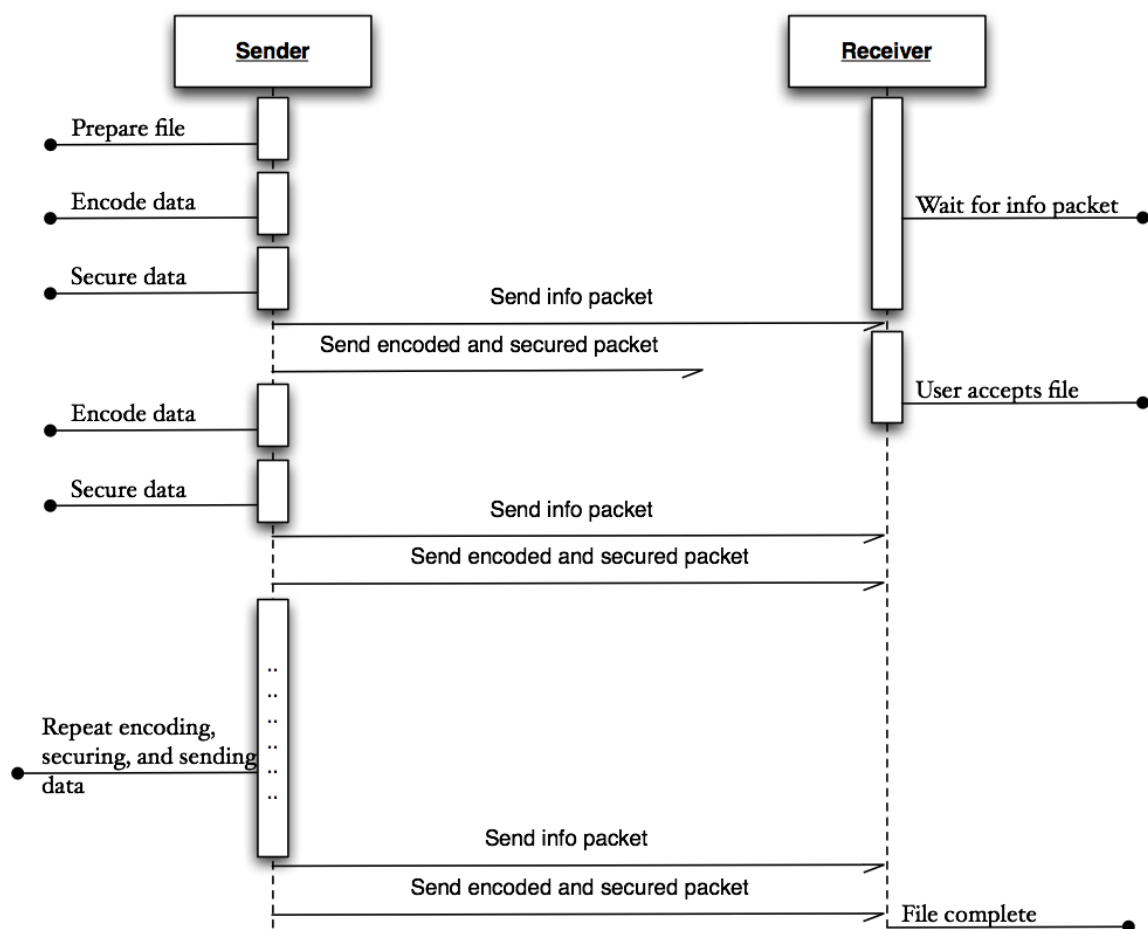 Sender
Receiver
Prepare file
Encode data
Wait for info packet
Secure data
Send info packet
Send encoded and secured packet
User accepts file
Encode data
Secure data
Send info packet
Send encoded and secured packet
..
..
..
Repeat encoding,
securing, and sending
data
..
..
..
Send info packet
Send encoded and secured packet
File complete